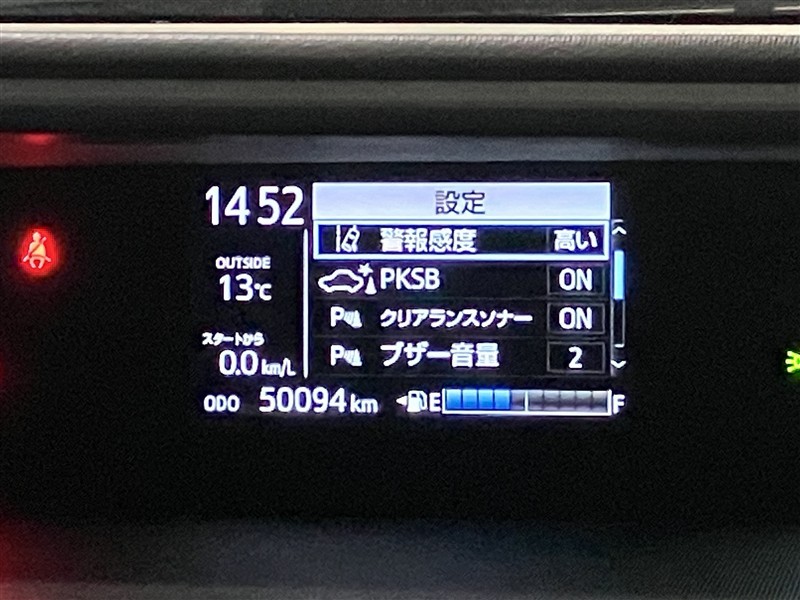 14 52
設定
警報感度 高い
OUTSIDE
13℃
PKSB ON
P クリアランスソナー ON
スタートから
0.0 km/L
P ブザー音量 2
ODO 50094 km
E F